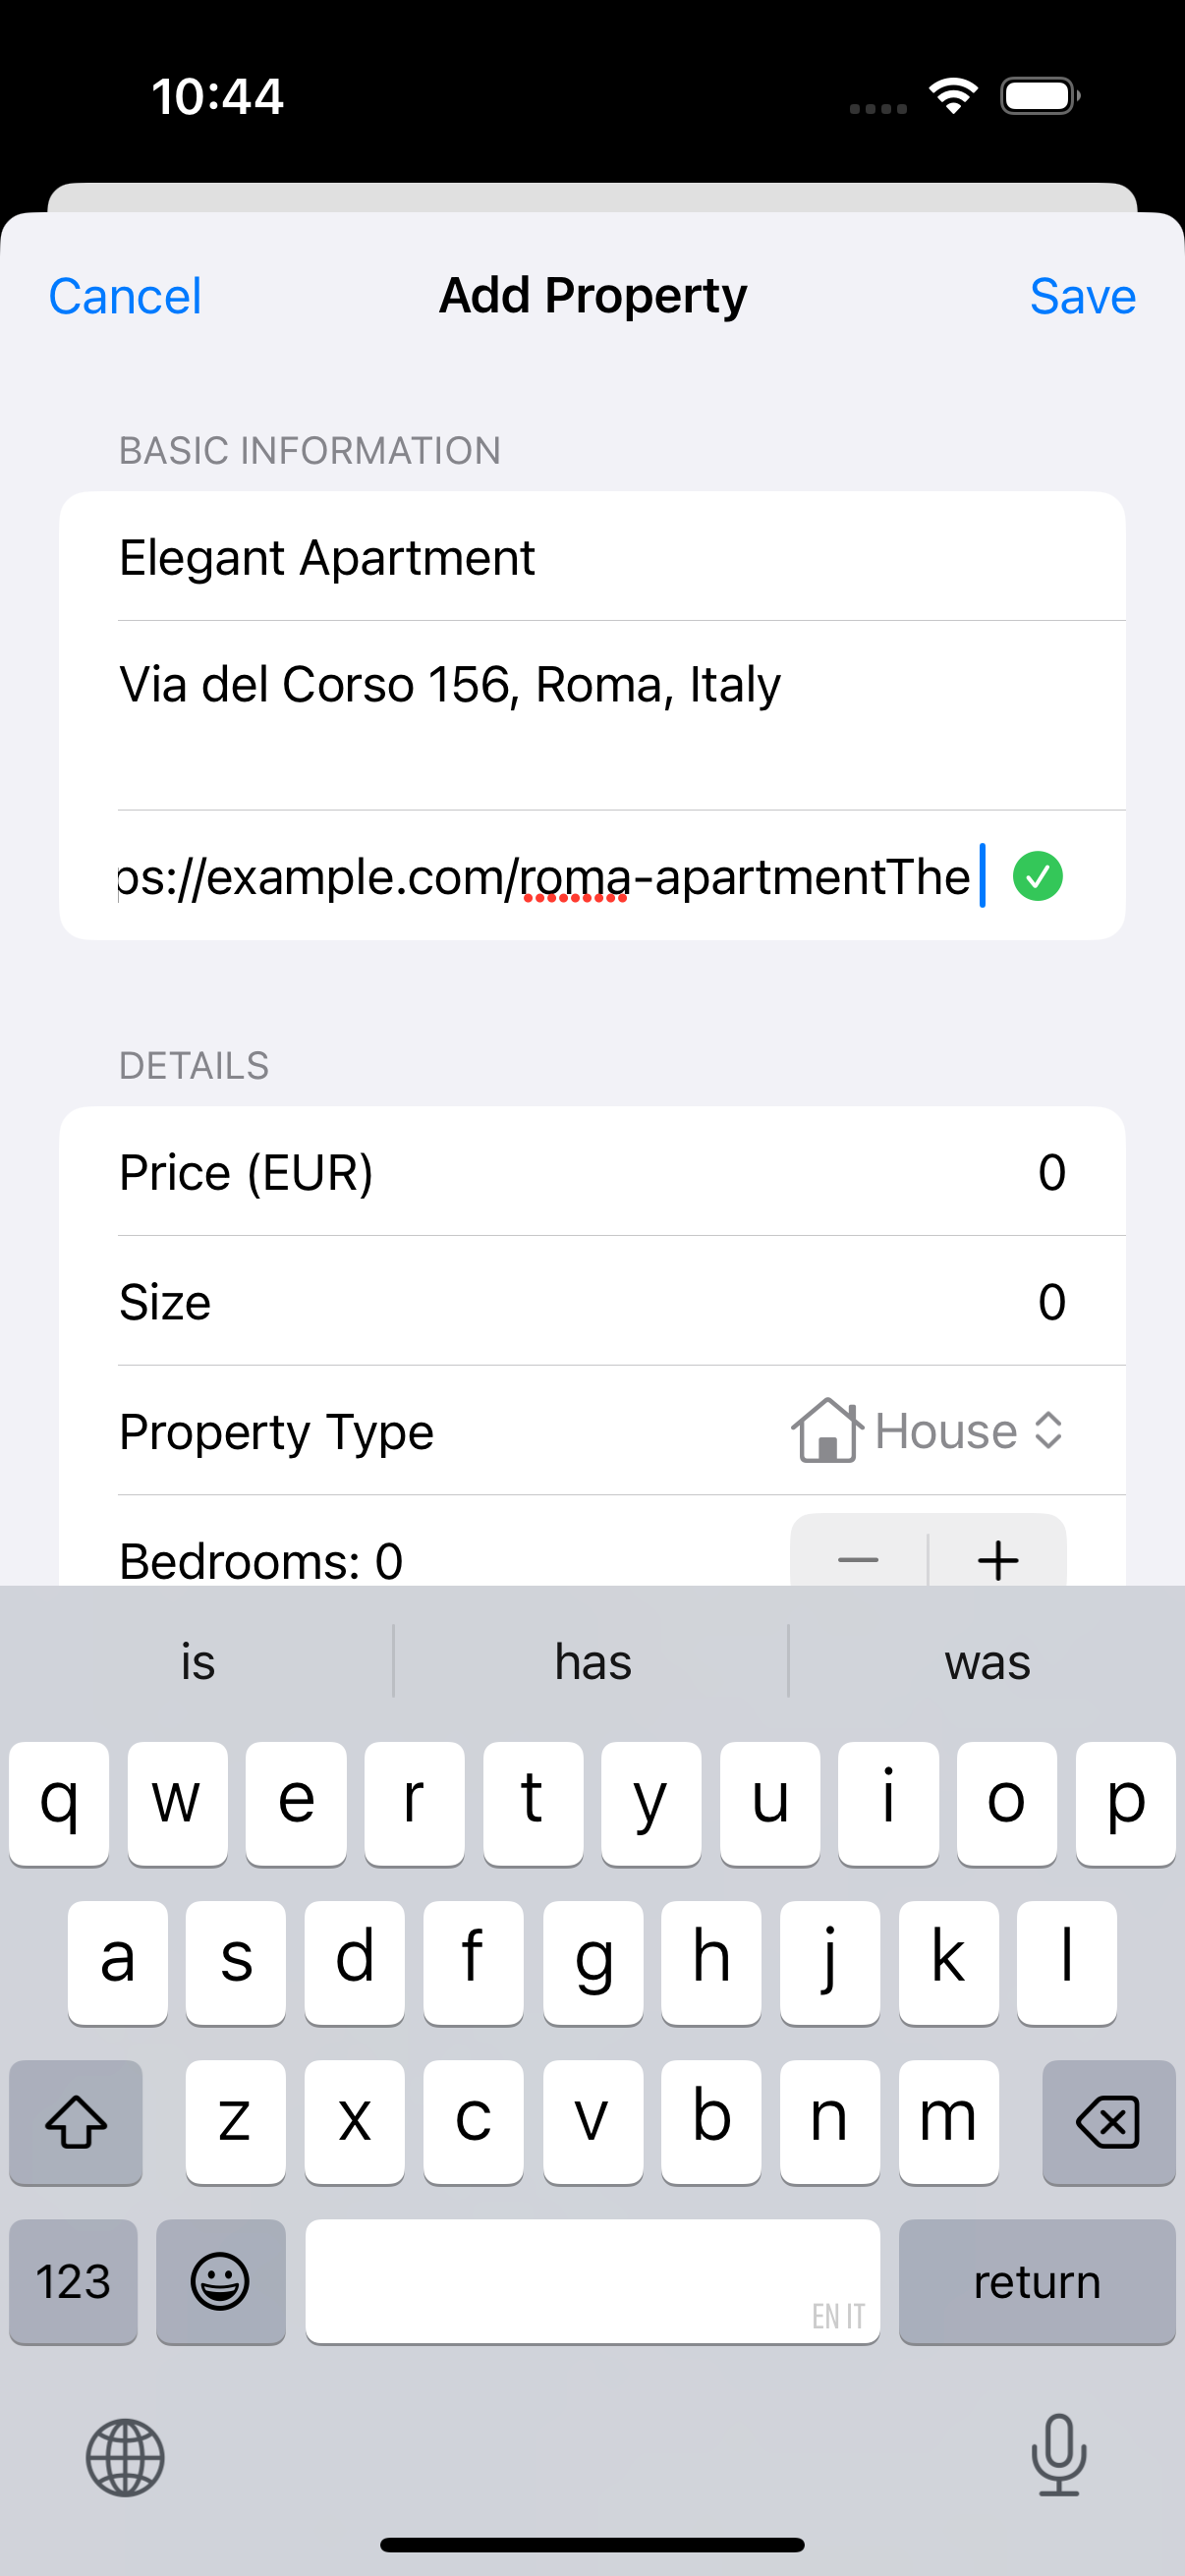 10:44
Cancel Add Property Save
BASIC INFORMATION
Elegant Apartment
Via del Corso 156, Roma, Italy
ps://example.com/roma-apartmentThe
DETAILS
Price (EUR) 0
Size 0
Property Type House
Bedrooms: 0
is has was
q w e r t y u i o p
a s d f g h j k l
z x c v b n m
123 return
EN IT